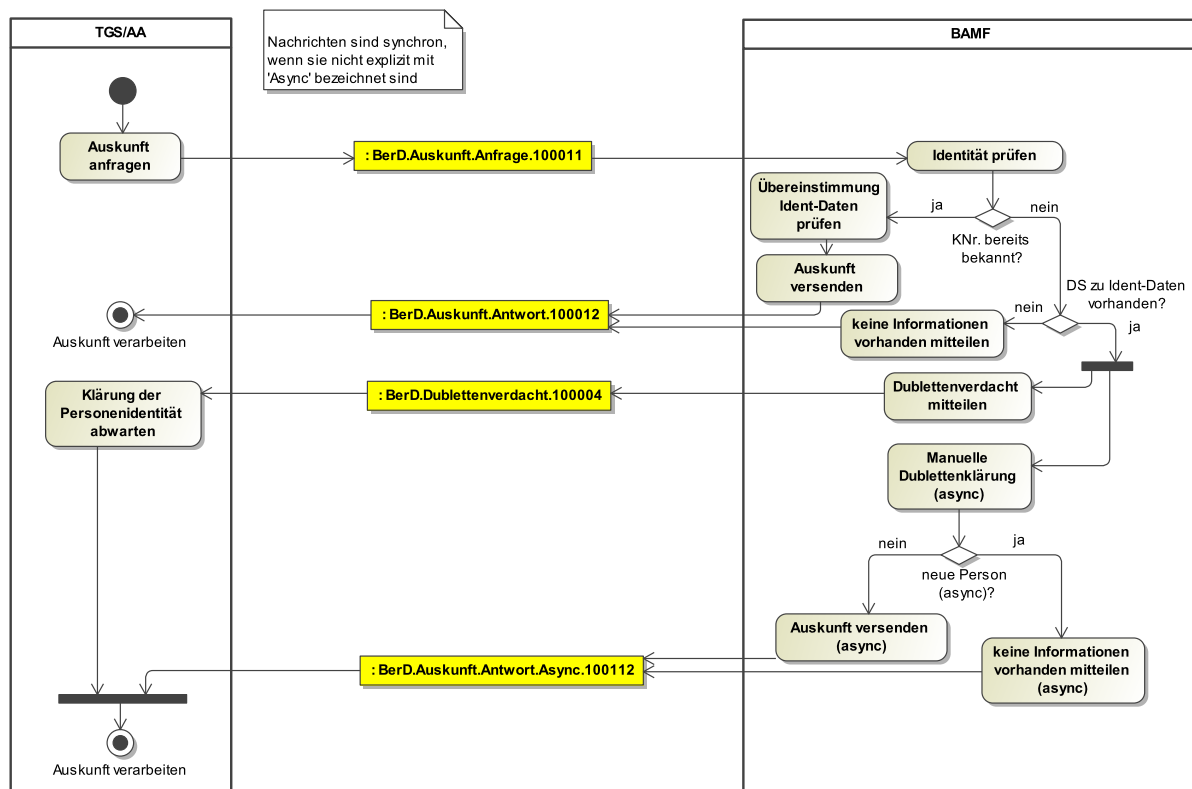 TGS/AA
Nachrichten sind synchron,
wenn sie nicht explizit mit
'Async' bezeichnet sind
BAMF
Auskunft
anfragen
: BerD.Auskunft.Anfrage.100011
Identität prüfen
Übereinstimmung
Ident-Daten
prüfen
ja
nein
KNr. bereits
bekannt?
Auskunft
versenden
DS zu Ident-Daten
vorhanden?
: BerD.Auskunft.Antwort.100012
Auskunft verarbeiten
keine Informationen
vorhanden mitteilen
nein
ja
Klärung der
Personenidentität
abwarten
: BerD.Dublettenverdacht.100004
Dublettenverdacht
mitteilen
Manuelle
Dublettenklärung
(async)
nein
ja
neue Person
(async)?
Auskunft versenden
(async)
keine Informationen
vorhanden mitteilen
(async)
: BerD.Auskunft.Antwort.Async.100112
Auskunft verarbeiten